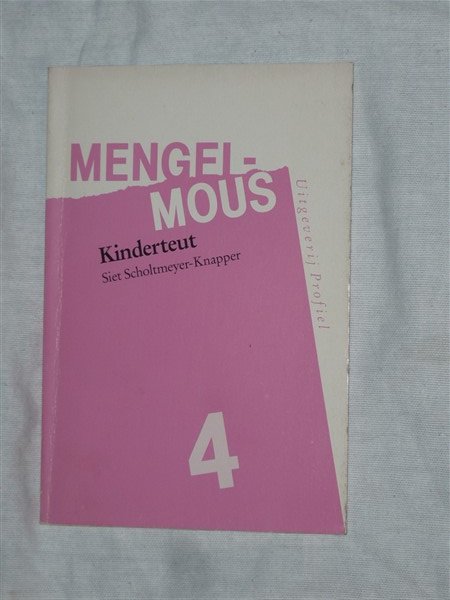 MENGEL-
MOUS
Kinderteut
Siet Scholtmeyer-Knapper
Uitgeverij Profiel
4